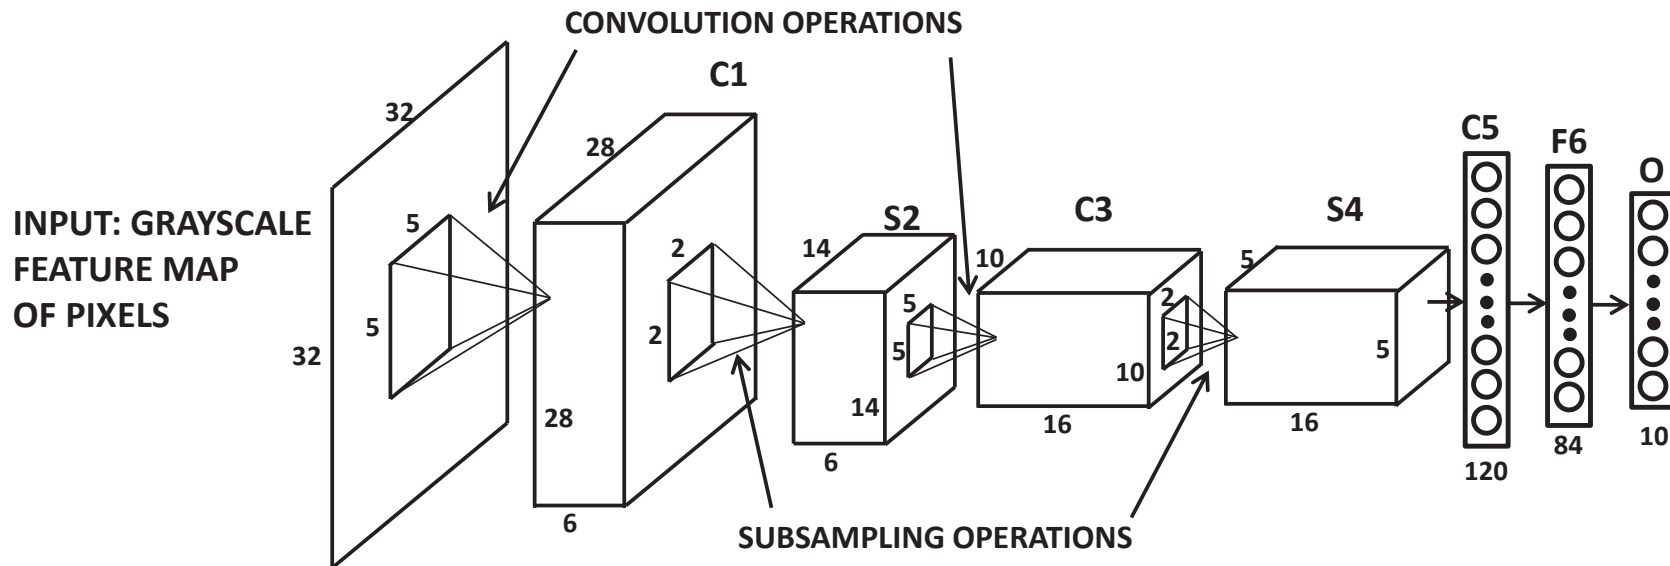 CONVOLUTION OPERATIONS
C1
32
28
C5
F6
O
INPUT: GRAYSCALE
FEATURE MAP
OF PIXELS
5
5
32
2
2
S2
14
5
5
C3
10
2
2
S4
5
5
28
14
10
16
16
6
6
120
84
10
SUBSAMPLING OPERATIONS